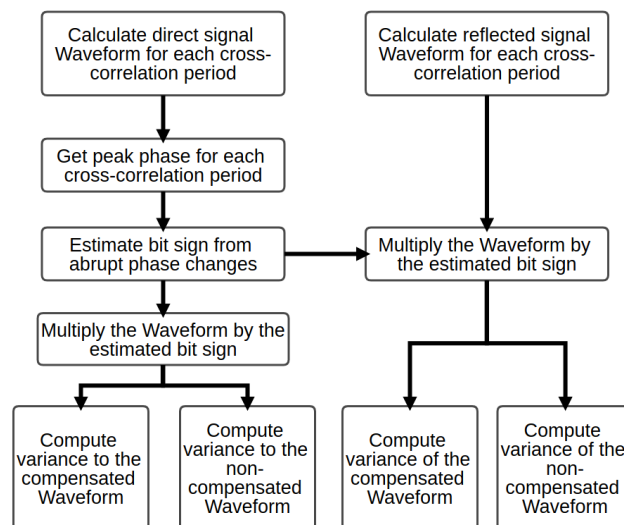 Calculate direct signal
Waveform for each cross-
correlation period
Calculate reflected signal
Waveform for each cross-
correlation period
Get peak phase for each
cross-correlation period
Estimate bit sign from
abrupt phase changes
Multiply the Waveform by
the estimated bit sign
Multiply the Waveform by the
estimated bit sign
Compute
variance to the
compensated
Waveform
Compute
variance to the
non-
compensated
Waveform
Compute
variance of the
compensated
Waveform
Compute
variance of the
non-
compensated
Waveform